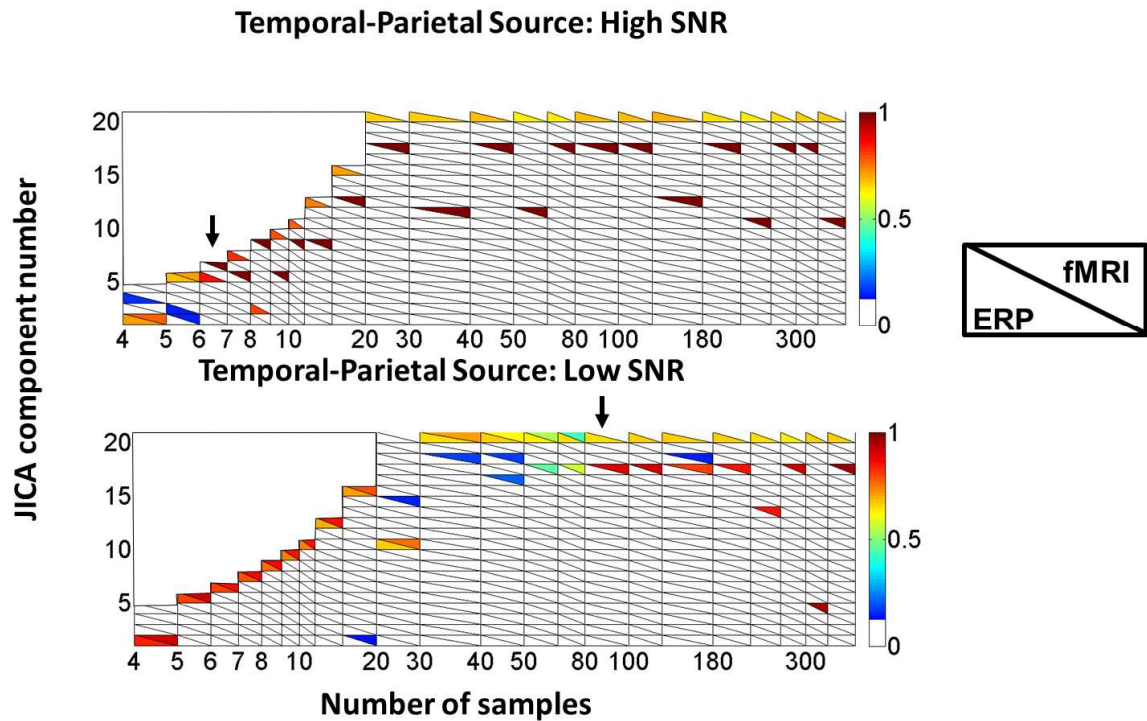 Temporal-Parietal Source: High SNR
JICA component number
20
15
10
5
4 5 6 7 8 10 20 30 40 50 80 100 180 300
1
0.5
0
fMRI
ERP
Temporal-Parietal Source: Low SNR
20
15
10
5
4 5 6 7 8 10 20 30 40 50 80 100 180 300
1
0.5
0
Number of samples